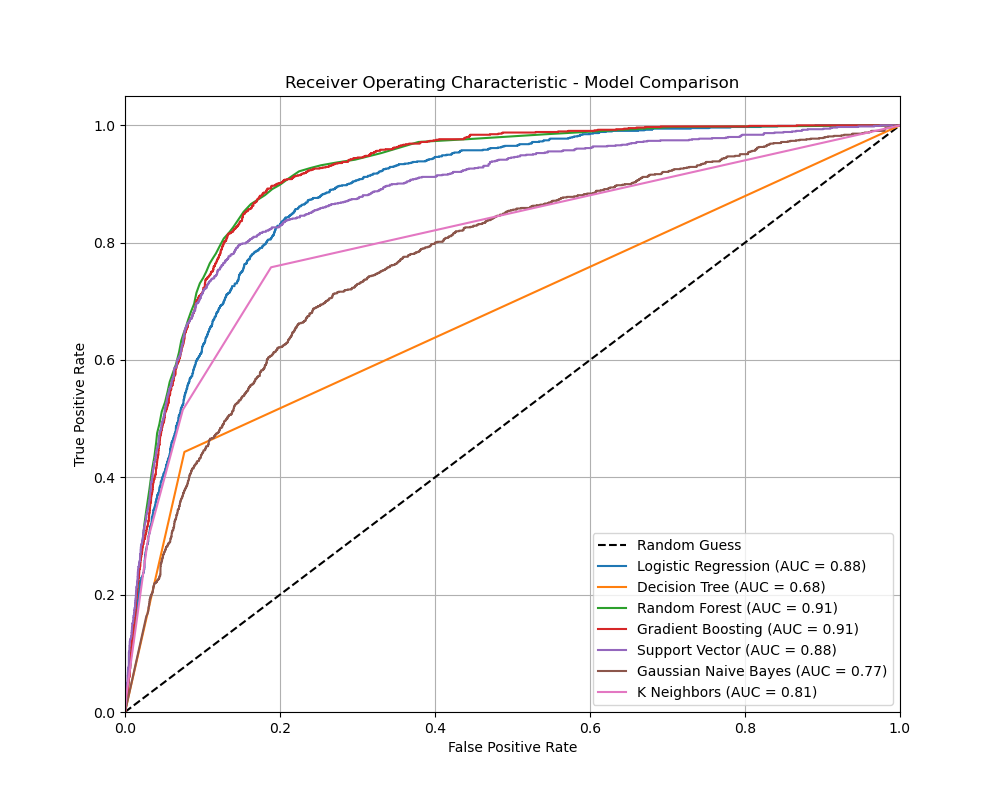 Receiver Operating Characteristic - Model Comparison
True Positive Rate
1.0
0.8
0.6
0.4
0.2
0.0
Random Guess
Logistic Regression (AUC = 0.88)
Decision Tree (AUC = 0.68)
Random Forest (AUC = 0.91)
Gradient Boosting (AUC = 0.91)
Support Vector (AUC = 0.88)
Gaussian Naive Bayes (AUC = 0.77)
K Neighbors (AUC = 0.81)
0.0 0.2 0.4 0.6 0.8 1.0
False Positive Rate